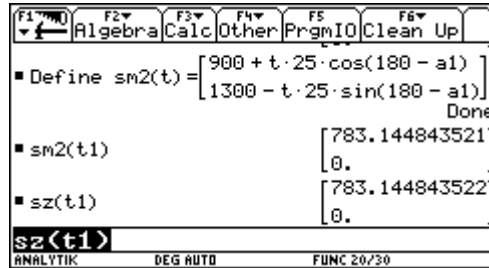 F1 F2 F3 F4 F5 F6
Algebra Calc Other PrgmIO Clean Up
▪ Define sm2(t)=[900 + t·25·cos(180 - a1)]
[1300 - t·25·sin(180 - a1)]
Done
▪ sm2(t1) [783.144843521
[0.
▪ sz(t1) [783.144843522
[0.
sz(t1)
ANALYTIK DEG AUTO FUNC 20/30